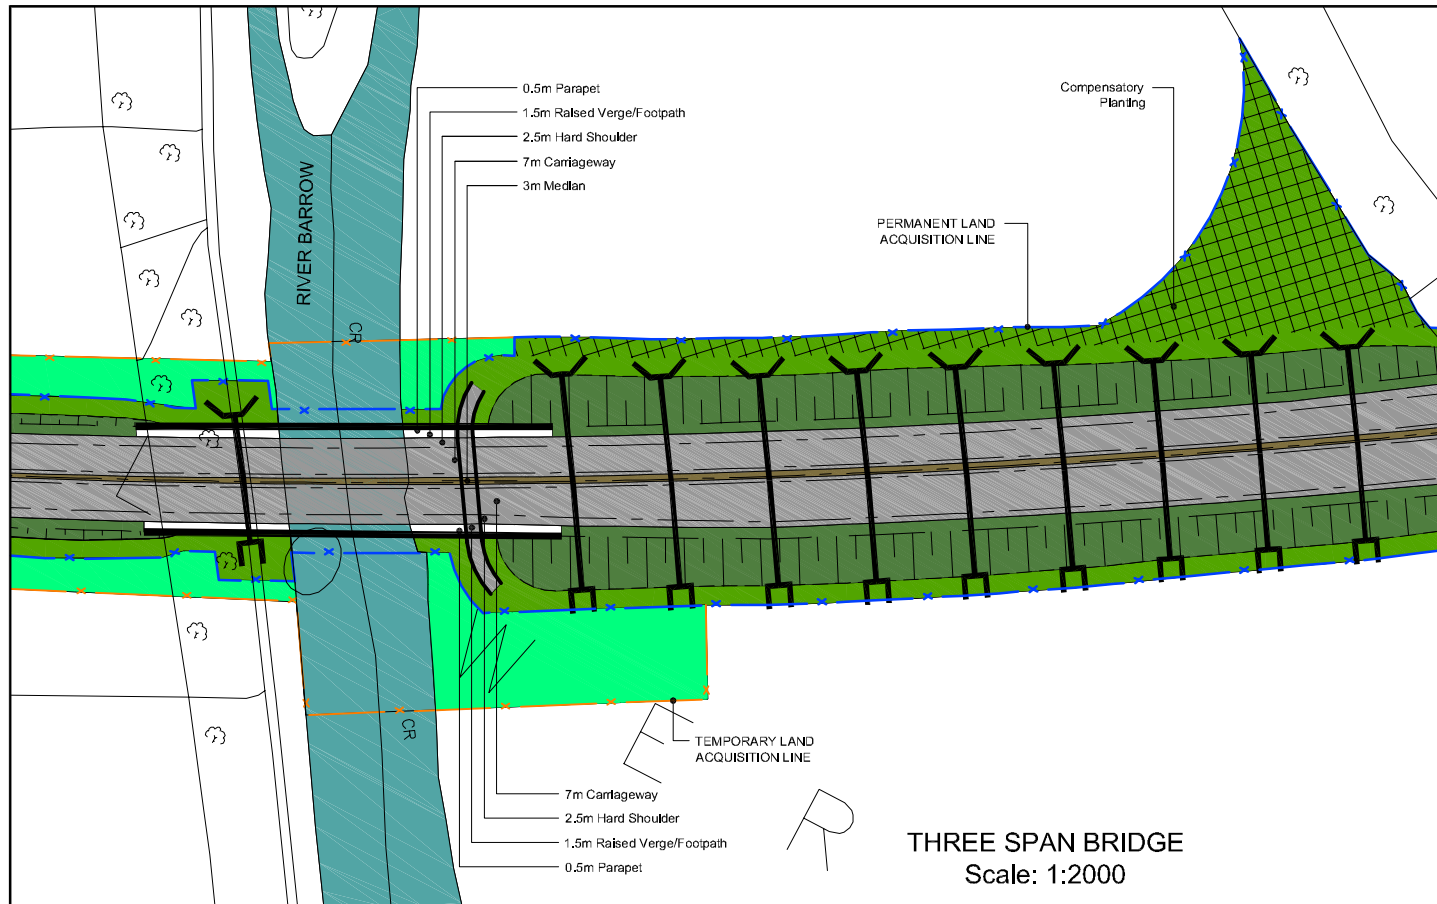 0.5m Parapet
1.5m Raised Verge/Footpath
2.5m Hard Shoulder
7m Carriageway
3m Median
Compensatory
Planting
PERMANENT LAND
ACQUISITION LINE
RIVER BARROW
CR
CR
TEMPORARY LAND
ACQUISITION LINE
E
R
7m Carriageway
2.5m Hard Shoulder
1.5m Raised Verge/Footpath
0.5m Parapet
THREE SPAN BRIDGE
Scale: 1:2000